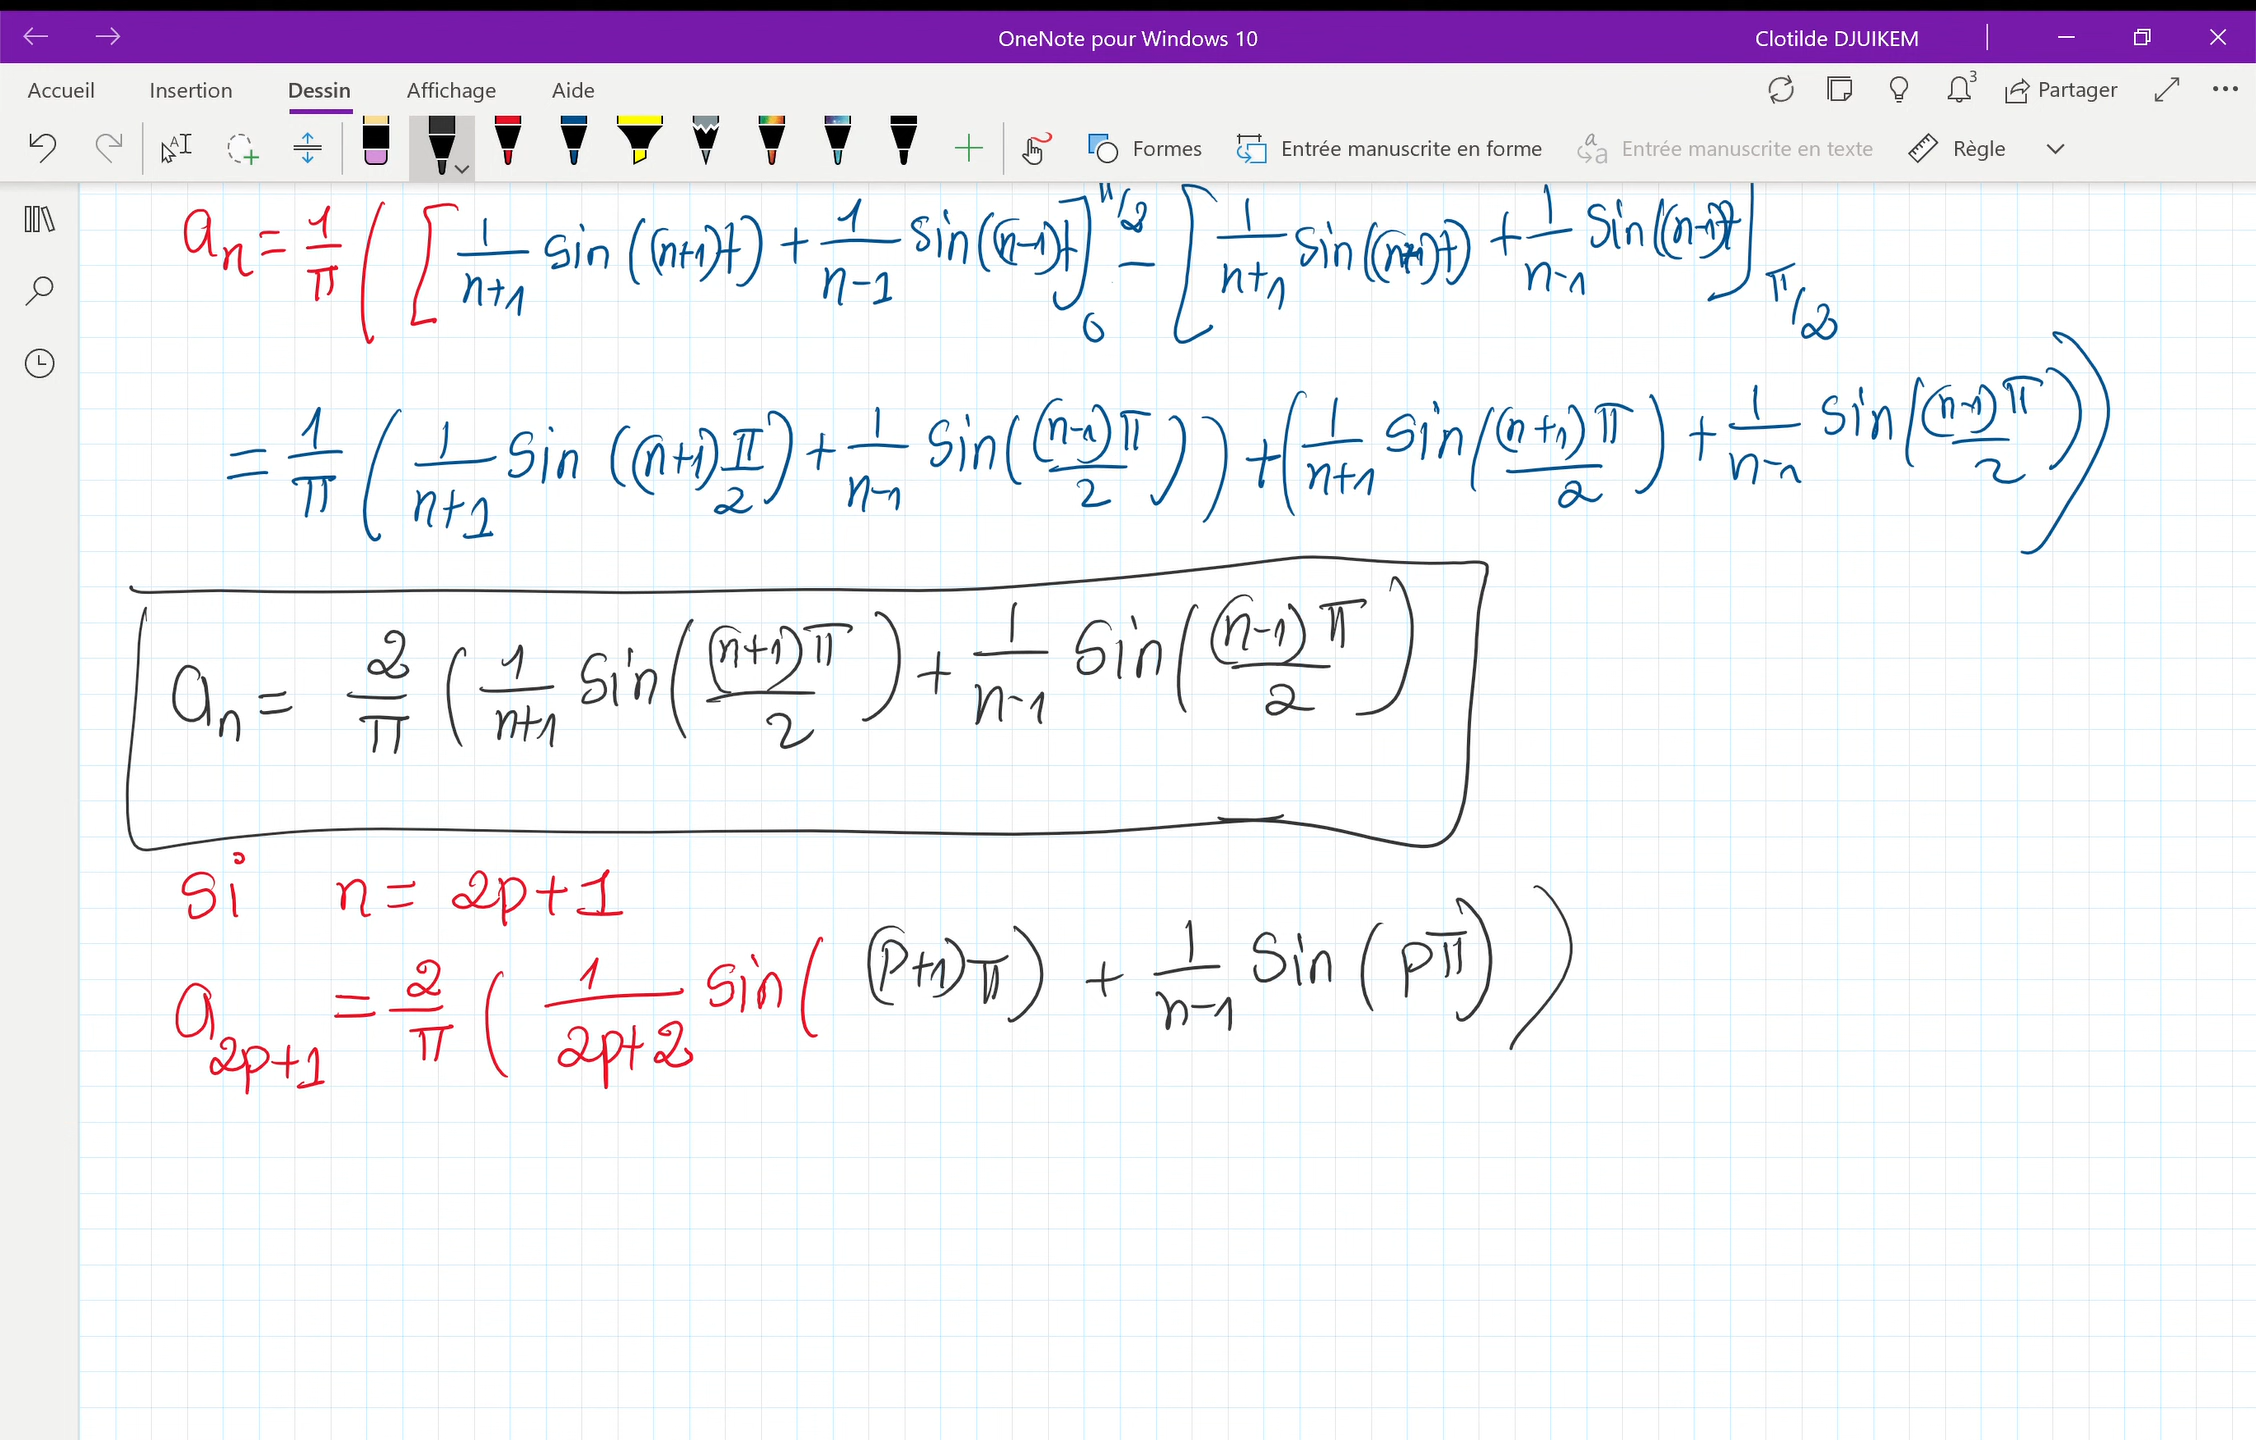 OneNote pour Windows 10
Clotilde DJUIKEM
Accueil Insertion Dessin Affichage Aide
3 Partager
Formes Entrée manuscrite en forme Entrée manuscrite en texte Règle
aₙ = 1/π ( [ 1/(n+1) sin((n+1)t) + 1/(n-1) sin((n-1)t ]₀^(π/2) - [ 1/(n+1) sin((n+1)t) + 1/(n-1) sin((n-1)t ]_(π/2)
= 1/π ( 1/(n+1) sin((n+1)π/2) + 1/(n-1) sin((n-1)π/2)) + ( 1/(n+1) sin((n+1)π/2) + 1/(n-1) sin((n-1)π/2))
aₙ = 2/π ( 1/(n+1) sin((n+1)π/2) + 1/(n-1) sin((n-1)π/2)
si n = 2p+1
a_(2p+1) = 2/π ( 1/(2p+2) sin( (p+1)π) + 1/(n-1) sin(pπ) )